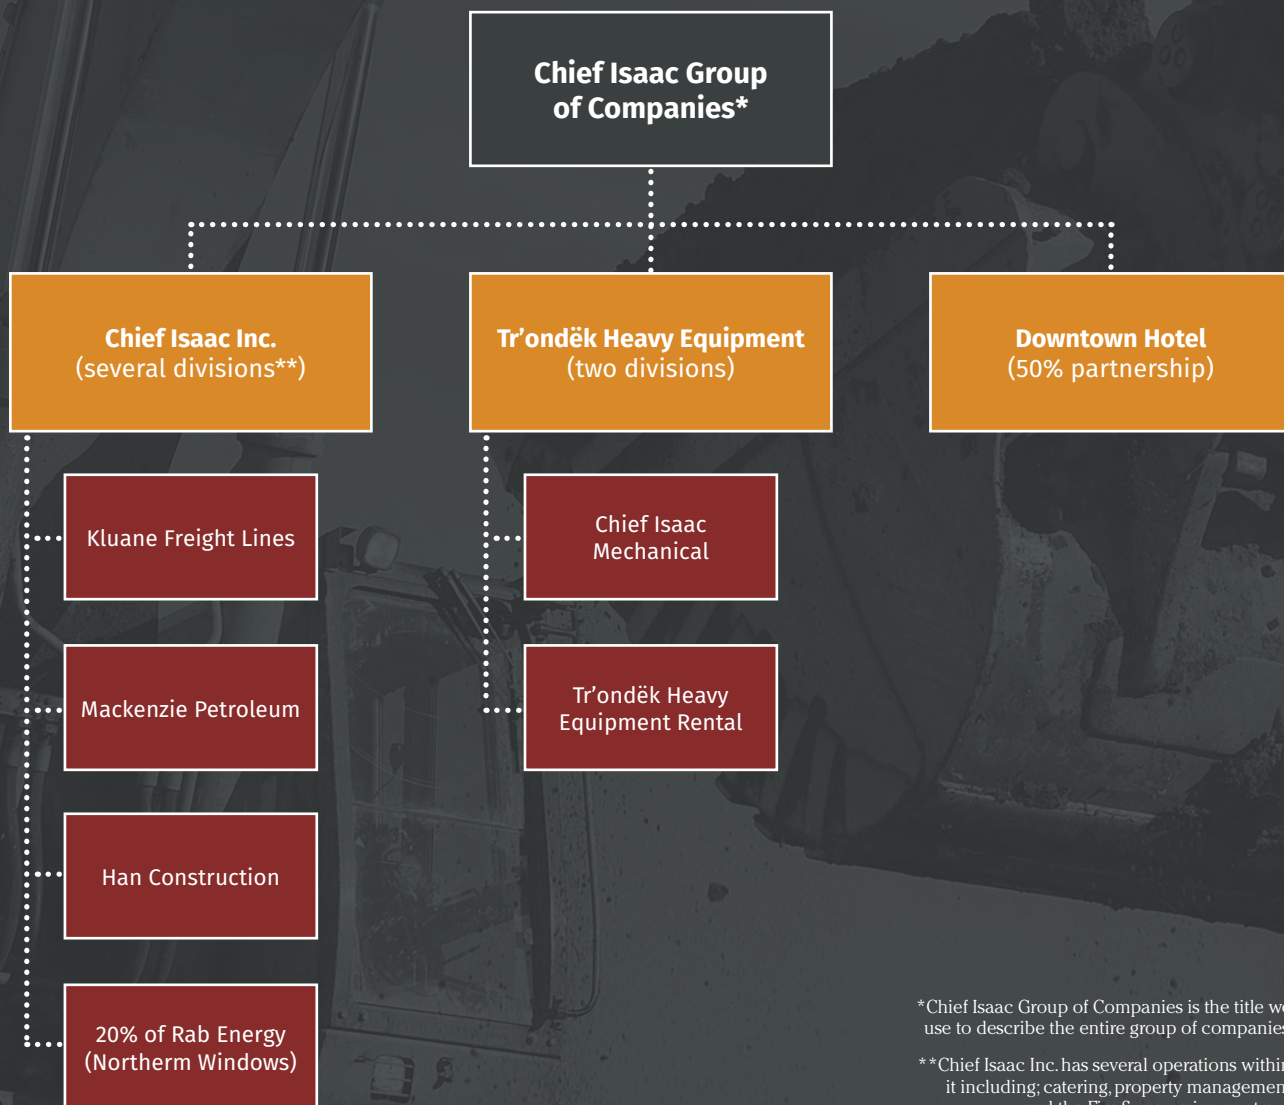 Chief Isaac Group
of Companies*
Chief Isaac Inc.
(several divisions**)
Tr’ondëk Heavy Equipment
(two divisions)
Downtown Hotel
(50% partnership)
Kluane Freight Lines
Mackenzie Petroleum
Han Construction
20% of Rab Energy
(Northerm Windows)
Chief Isaac
Mechanical
Tr’ondëk Heavy
Equipment Rental
*Chief Isaac Group of Companies is the title we
use to describe the entire group of companies
**Chief Isaac Inc. has several operations within
it including; catering, property